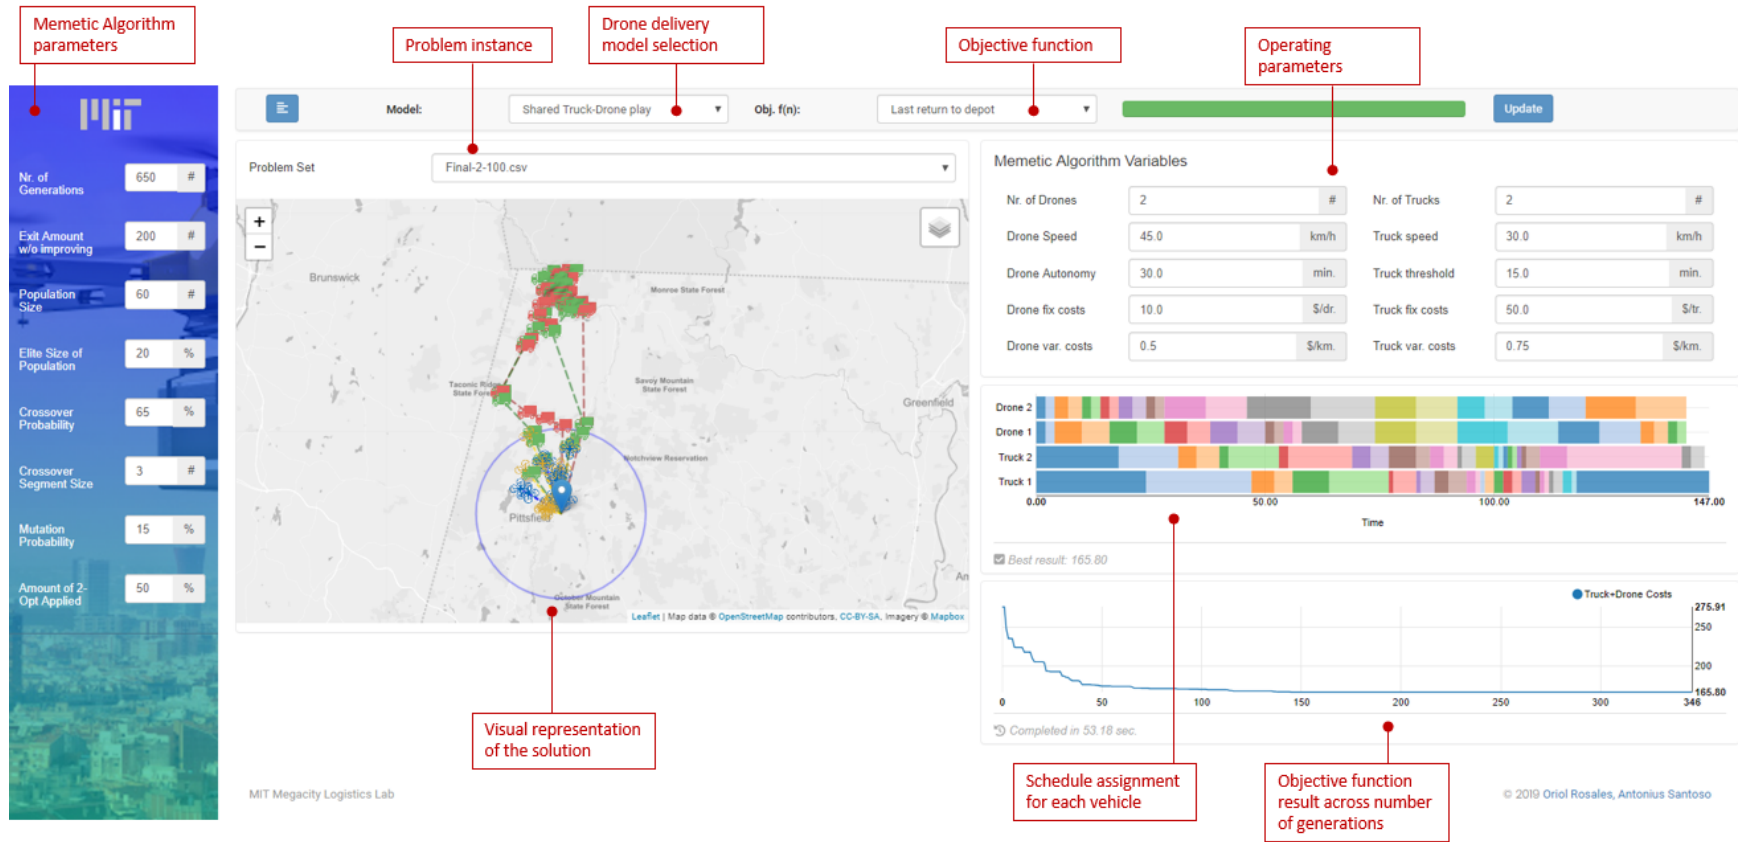 Memetic Algorithm
parameters
Problem instance
Drone delivery
model selection
Objective function
Operating
parameters
MIT
Model:
Shared Truck-Drone play
Obj. f(n):
Last return to depot
Update
Nr. of
Generations
650 #
Exit Amount
w/o improving
200 #
Population
Size
60 #
Elite Size of
Population
20 %
Crossover
Probability
65 %
Crossover
Segment Size
3 #
Mutation
Probability
15 %
Amount of 2-
Opt Applied
50 %
Problem Set
Final-2-100.csv
+
−
Brunswick
Monroe State Forest
Taconic Ridge
State Forest
Savoy Mountain
State Forest
Greenfield
Notchview Reservation
Pittsfield
October Mountain
State Forest
Am
Leaflet | Map data © OpenStreetMap contributors, CC-BY-SA, Imagery © Mapbox
Memetic Algorithm Variables
Nr. of Drones 2 # Nr. of Trucks 2 #
Drone Speed 45.0 km/h Truck speed 30.0 km/h
Drone Autonomy 30.0 min. Truck threshold 15.0 min.
Drone fix costs 10.0 $/dr. Truck fix costs 50.0 $/tr.
Drone var. costs 0.5 $/km. Truck var. costs 0.75 $/km.
Drone 2
Drone 1
Truck 2
Truck 1
0.00 50.00 100.00 147.00
Time
Best result: 165.80
Truck+Drone Costs
275.91
250
200
165.80
0 50 100 150 200 250 300 346
Completed in 53.18 sec.
Visual representation
of the solution
Schedule assignment
for each vehicle
Objective function
result across number
of generations
MIT Megacity Logistics Lab
© 2019 Oriol Rosales, Antonius Santoso